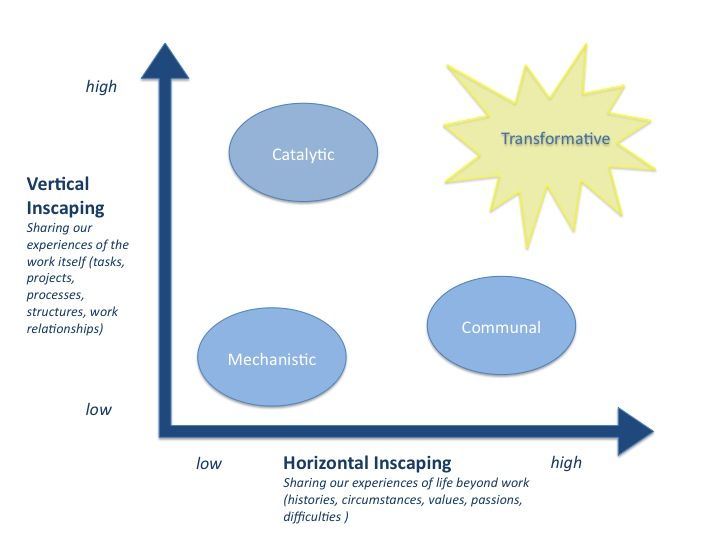 high
Catalytic
Transformative
Vertical
Inscaping
Sharing our
experiences of the
work itself (tasks,
projects,
processes,
structures, work
relationships)
Communal
Mechanistic
low
low
Horizontal Inscaping
high
Sharing our experiences of life beyond work
(histories, circumstances, values, passions,
difficulties )